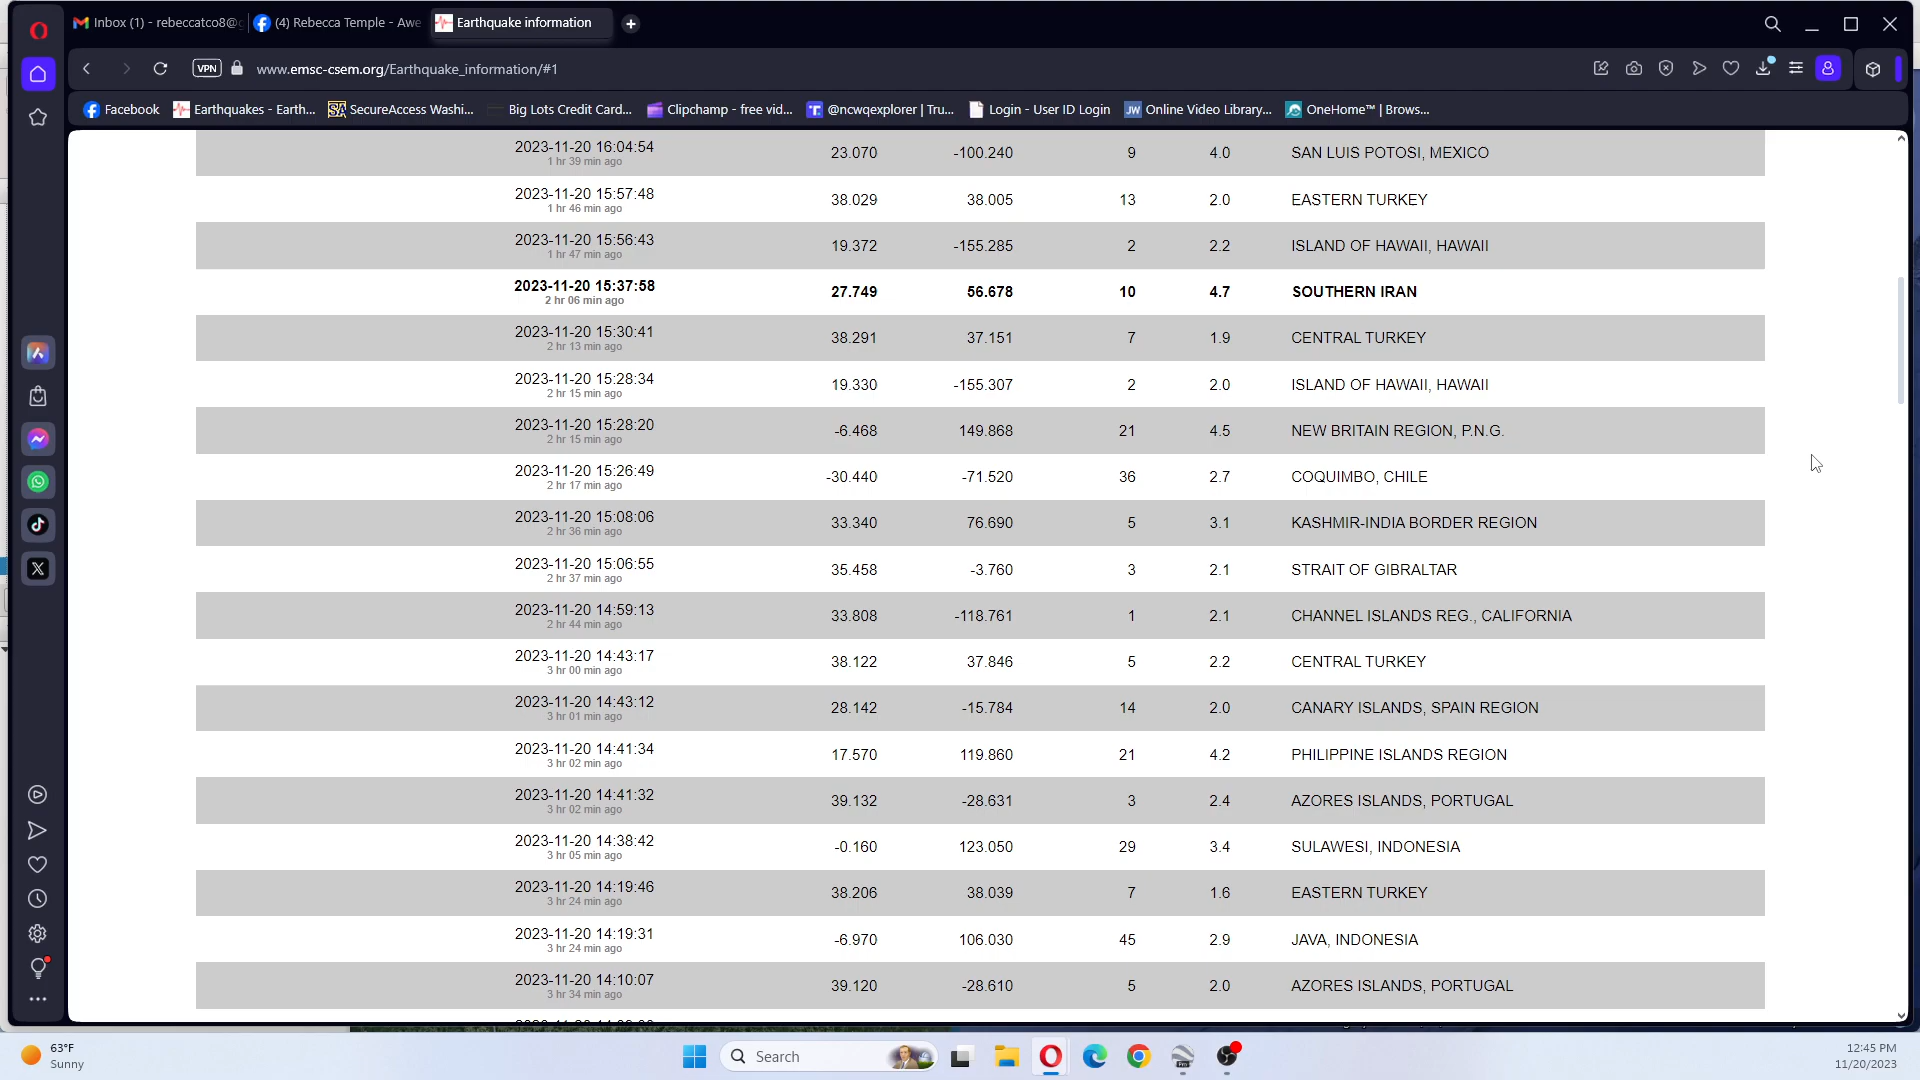 Inbox (1) - rebeccatco8@g
(4) Rebecca Temple - Awe
Earthquake information
VPN
www.emsc-csem.org/Earthquake_information/#1
Facebook
Earthquakes - Earth...
SecureAccess Washi...
Big Lots Credit Card...
Clipchamp - free vid...
@ncwqexplorer | Tru...
Login - User ID Login
JW Online Video Library...
OneHome™ | Brows...
2023-11-20 16:04:54 23.070 -100.240 9 4.0 SAN LUIS POTOSI, MEXICO
1 hr 39 min ago
2023-11-20 15:57:48 38.029 38.005 13 2.0 EASTERN TURKEY
1 hr 46 min ago
2023-11-20 15:56:43 19.372 -155.285 2 2.2 ISLAND OF HAWAII, HAWAII
1 hr 47 min ago
2023-11-20 15:37:58 27.749 56.678 10 4.7 SOUTHERN IRAN
2 hr 06 min ago
2023-11-20 15:30:41 38.291 37.151 7 1.9 CENTRAL TURKEY
2 hr 13 min ago
2023-11-20 15:28:34 19.330 -155.307 2 2.0 ISLAND OF HAWAII, HAWAII
2 hr 15 min ago
2023-11-20 15:28:20 -6.468 149.868 21 4.5 NEW BRITAIN REGION, P.N.G.
2 hr 15 min ago
2023-11-20 15:26:49 -30.440 -71.520 36 2.7 COQUIMBO, CHILE
2 hr 17 min ago
2023-11-20 15:08:06 33.340 76.690 5 3.1 KASHMIR-INDIA BORDER REGION
2 hr 36 min ago
2023-11-20 15:06:55 35.458 -3.760 3 2.1 STRAIT OF GIBRALTAR
2 hr 37 min ago
2023-11-20 14:59:13 33.808 -118.761 1 2.1 CHANNEL ISLANDS REG., CALIFORNIA
2 hr 44 min ago
2023-11-20 14:43:17 38.122 37.846 5 2.2 CENTRAL TURKEY
3 hr 00 min ago
2023-11-20 14:43:12 28.142 -15.784 14 2.0 CANARY ISLANDS, SPAIN REGION
3 hr 01 min ago
2023-11-20 14:41:34 17.570 119.860 21 4.2 PHILIPPINE ISLANDS REGION
3 hr 02 min ago
2023-11-20 14:41:32 39.132 -28.631 3 2.4 AZORES ISLANDS, PORTUGAL
3 hr 02 min ago
2023-11-20 14:38:42 -0.160 123.050 29 3.4 SULAWESI, INDONESIA
3 hr 05 min ago
2023-11-20 14:19:46 38.206 38.039 7 1.6 EASTERN TURKEY
3 hr 24 min ago
2023-11-20 14:19:31 -6.970 106.030 45 2.9 JAVA, INDONESIA
3 hr 24 min ago
2023-11-20 14:10:07 39.120 -28.610 5 2.0 AZORES ISLANDS, PORTUGAL
3 hr 34 min ago
63°F
Sunny
Search
12:45 PM
11/20/2023